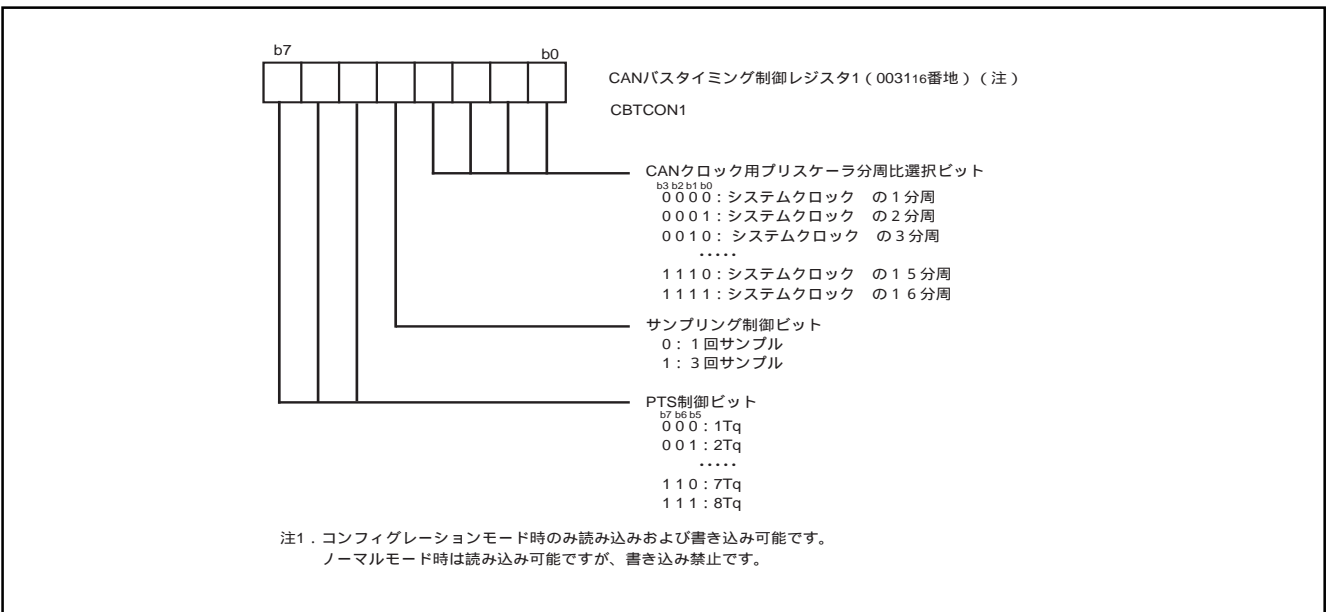 b7 b0
CANバスタイミング制御レジスタ1（003116番地）（注）
CBTCON1
CANクロック用プリスケーラ分周比選択ビット
b3 b2 b1 b0
0 0 0 0：システムクロック　の１分周
0 0 0 1：システムクロック　の２分周
0 0 1 0： システムクロック　の３分周
・・・・・
1 1 1 0：システムクロック　の１５分周
1 1 1 1：システムクロック　の１６分周
サンプリング制御ビット
0：１回サンプル
1：３回サンプル
PTS制御ビット
b7 b6 b5
0 0 0：1Tq
0 0 1：2Tq
・・・・・
1 1 0：7Tq
1 1 1：8Tq
注1．コンフィグレーションモード時のみ読み込みおよび書き込み可能です。
ノーマルモード時は読み込み可能ですが、書き込み禁止です。